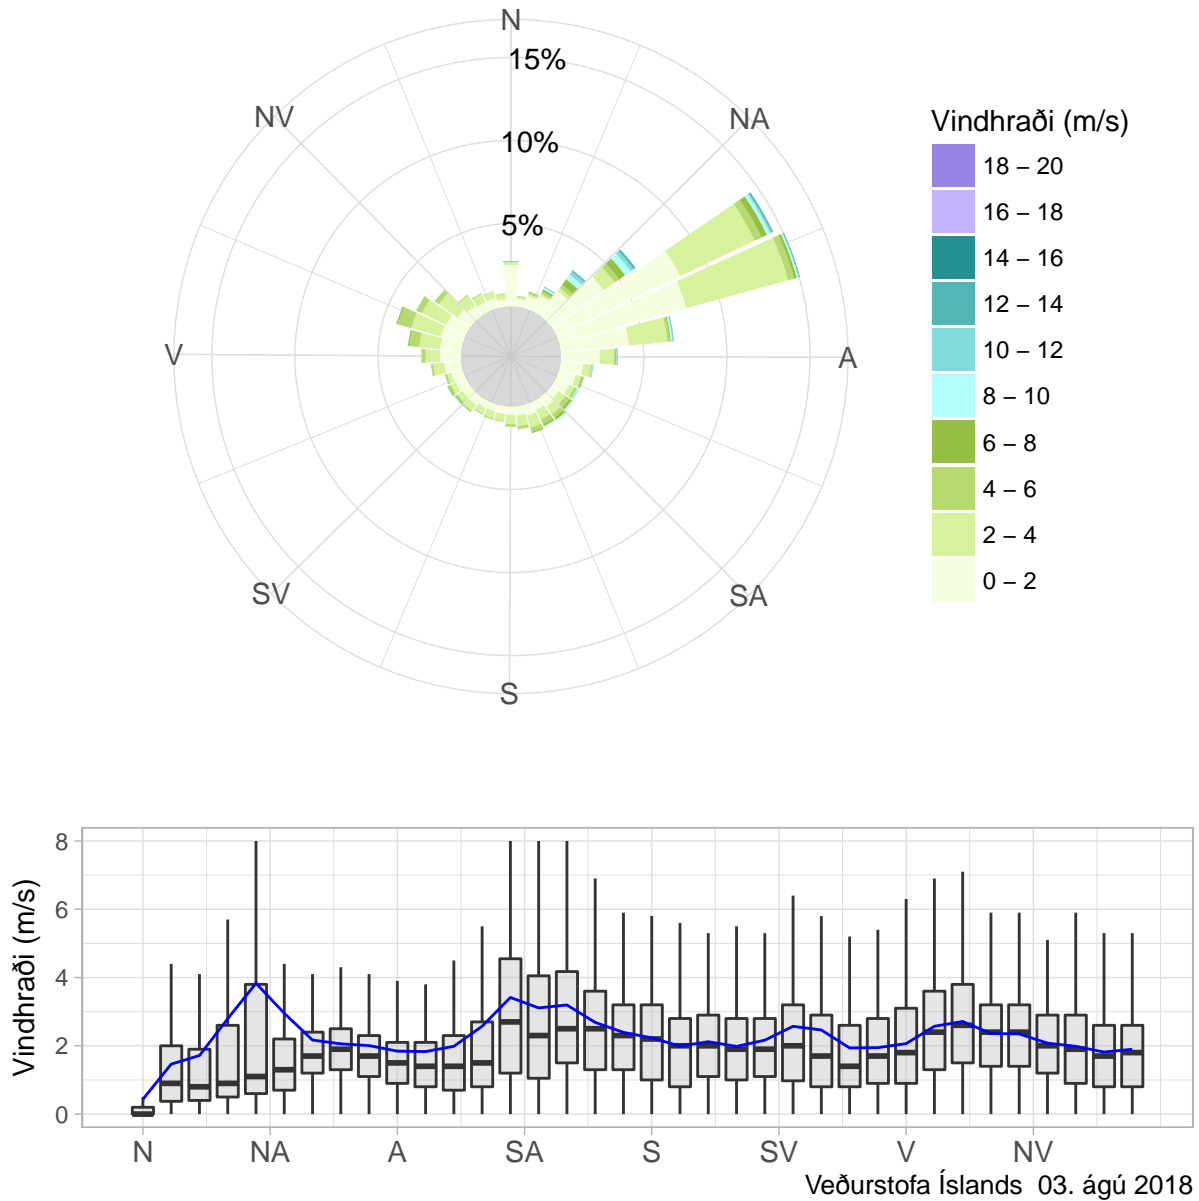 N
15%
NV
NA
10%
5%
V
A
SV
SA
S
Vindhraði (m/s)
18 – 20
16 – 18
14 – 16
12 – 14
10 – 12
8 – 10
6 – 8
4 – 6
2 – 4
0 – 2
Vindhraði (m/s)
8
6
4
2
0
N NA A SA S SV V NV
Veðurstofa Íslands 03. ágú 2018